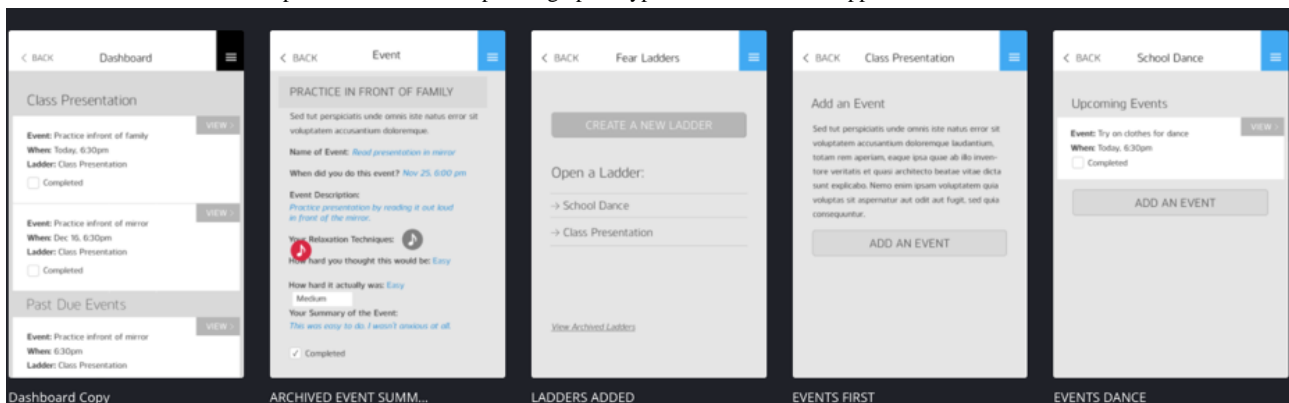 < BACK Dashboard
Class Presentation
VIEW >
Event: Practice infront of family
When: Today, 6:30pm
Ladder: Class Presentation
Completed
VIEW >
Event: Practice infront of mirror
When: Dec 16, 6:30pm
Ladder: Class Presentation
Completed
Past Due Events
VIEW >
Event: Practice infront of mirror
When: 6:30pm
Ladder: Class Presentation
Dashboard Copy
< BACK Event
PRACTICE IN FRONT OF FAMILY
Sed tut perspiciatis unde omnis iste natus error sit
voluptatem accusantium doloremque.
Name of Event: Read presentation in mirror
When did you do this event? Nov 25, 6:00 pm
Event Description:
Practice presentation by reading it out loud
in front of the mirror.
Your Relaxation Techniques:
How hard you thought this would be: Easy
How hard it actually was: Easy
Medium
Your Summary of the Event:
This was easy to do. I wasn't anxious at all.
Completed
ARCHIVED EVENT SUMM...
< BACK Fear Ladders
CREATE A NEW LADDER
Open a Ladder:
→ School Dance
→ Class Presentation
View Archived Ladders
LADDERS ADDED
< BACK Class Presentation
Add an Event
Sed tut perspiciatis unde omnis iste natus error sit
voluptatem accusantium doloremque laudantium,
totam rem aperiam, eaque ipsa quae ab illo inven-
tore veritatis et quasi architecto beatae vitae dicta
sunt explicabo. Nemo enim ipsam voluptatem quia
voluptas sit aspernatur aut odit aut fugit, sed quia
consequuntur.
ADD AN EVENT
EVENTS FIRST
< BACK School Dance
Upcoming Events
VIEW >
Event: Try on clothes for dance
When: Today, 6:30pm
Completed
ADD AN EVENT
EVENTS DANCE